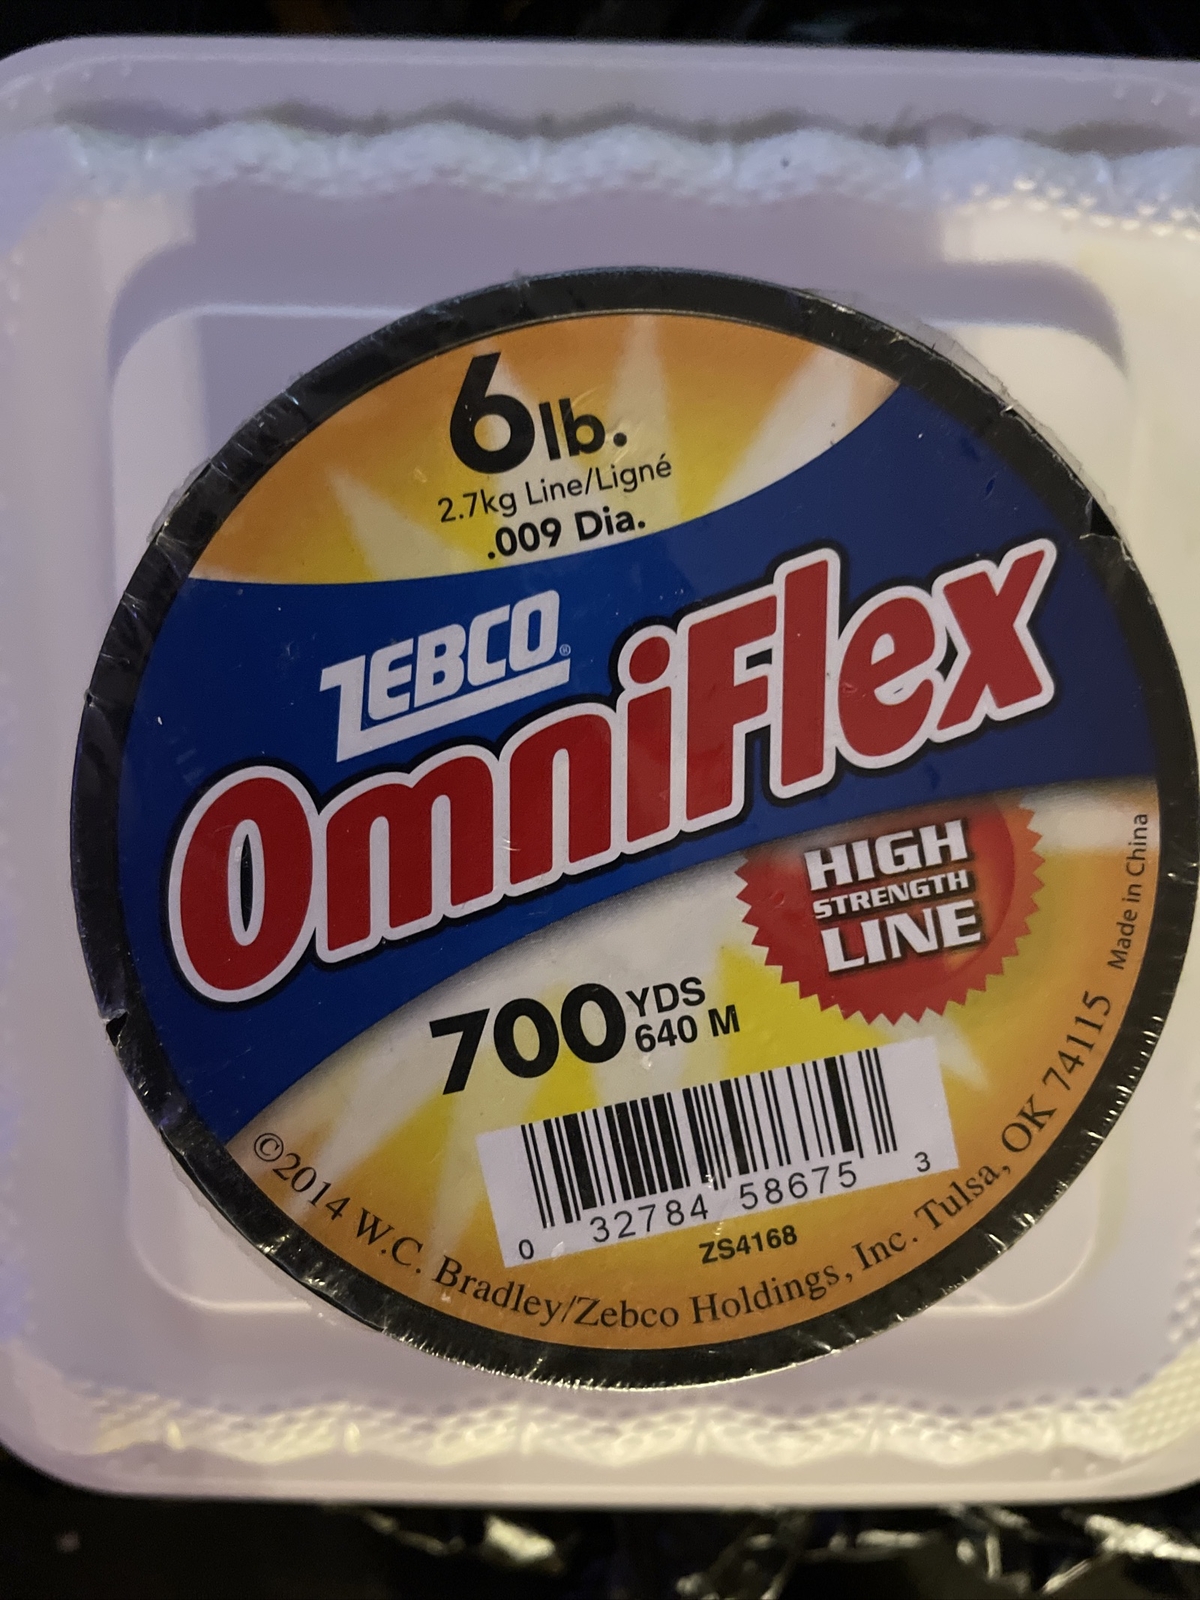 6lb.
2.7kg Line/Ligné
.009 Dia.
ZEBCO®
OmniFlex
HIGH
STRENGTH
LINE
700 YDS
640 M
0 32784 58675 3
ZS4168
©2014 W.C. Bradley/Zebco Holdings, Inc. Tulsa, OK 74115
Made in China